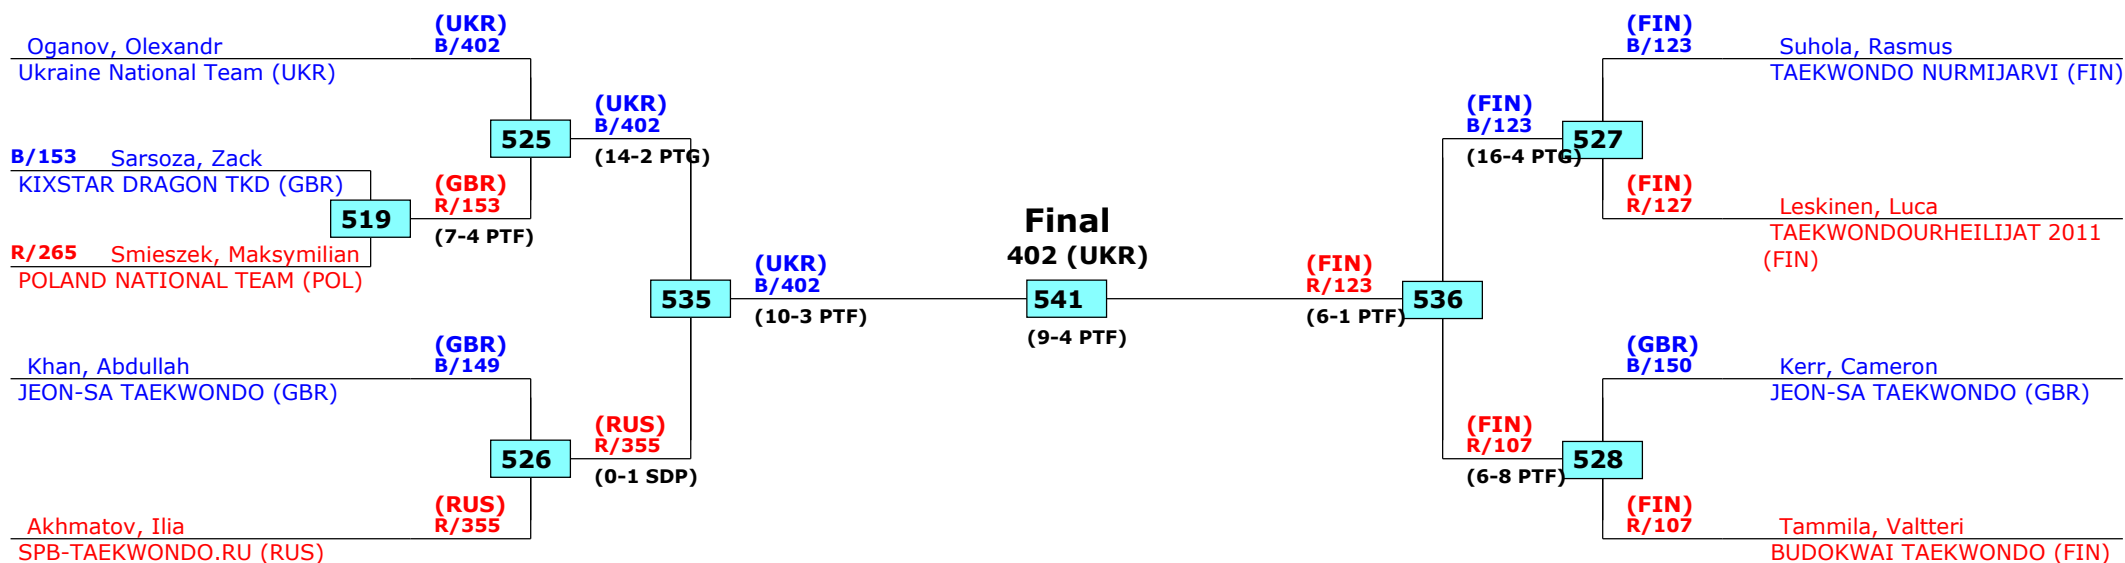 (UKR)
B/402
Oganov, Olexandr
Ukraine National Team (UKR)
B/153 Sarsoza, Zack
KIXSTAR DRAGON TKD (GBR)
519
R/265 Smieszek, Maksymilian
POLAND NATIONAL TEAM (POL)
(GBR)
R/153
(7-4 PTF)
525
(UKR)
B/402
(14-2 PTG)
(GBR)
B/149
Khan, Abdullah
JEON-SA TAEKWONDO (GBR)
526
(RUS)
R/355
(0-1 SDP)
(RUS)
R/355
Akhmatov, Ilia
SPB-TAEKWONDO.RU (RUS)
535
(UKR)
B/402
(10-3 PTF)
Final
402 (UKR)
541
(9-4 PTF)
(FIN)
R/123
(6-1 PTF)
536
(FIN)
B/123
(16-4 PTG)
527
(FIN)
B/123
Suhola, Rasmus
TAEKWONDO NURMIJARVI (FIN)
(FIN)
R/127
Leskinen, Luca
TAEKWONDOURHEILIJAT 2011
(FIN)
(FIN)
R/107
(6-8 PTF)
528
(GBR)
B/150
Kerr, Cameron
JEON-SA TAEKWONDO (GBR)
(FIN)
R/107
Tammila, Valtteri
BUDOKWAI TAEKWONDO (FIN)